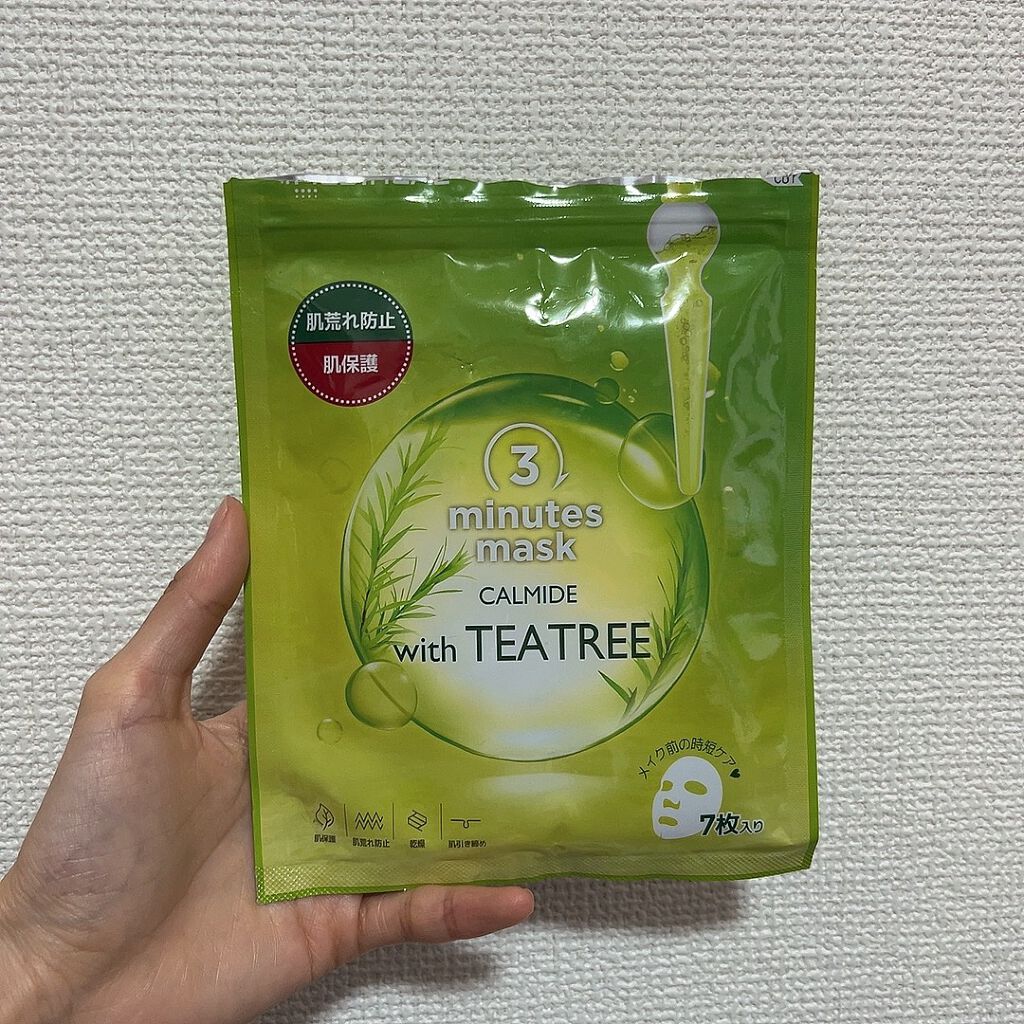 肌荒れ防止
肌保護
3
minutes
mask
CALMIDE
with TEATREE
メイク前の時短ケア
7枚入り
肌保護
肌荒れ防止
乾燥
肌引き締め